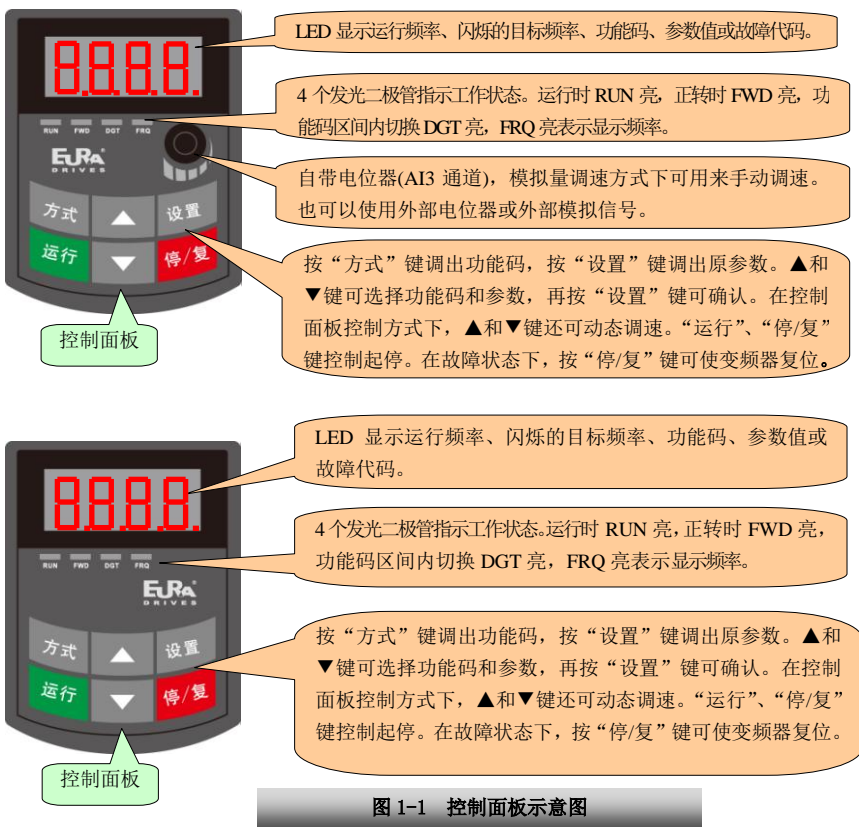 8.8.8.8.
LED 显示运行频率、闪烁的目标频率、功能码、参数值或故障代码。
4 个发光二极管指示工作状态。运行时 RUN 亮，正转时 FWD 亮，功
能码区间内切换 DGT 亮，FRQ 亮表示显示频率。
RUN FWD DGT FRQ
EURA
DRIVES
自带电位器(AI3 通道)，模拟量调速方式下可用来手动调速。
也可以使用外部电位器或外部模拟信号。
方式 ▲ 设置
运行 ▼ 停/复
按“方式”键调出功能码，按“设置”键调出原参数。▲和
▼键可选择功能码和参数，再按“设置”键可确认。在控制
面板控制方式下，▲和▼键还可动态调速。“运行”、“停/复”
键控制起停。在故障状态下，按“停/复”键可使变频器复位。
控制面板
8.8.8.8.
LED 显示运行频率、闪烁的目标频率、功能码、参数值或
故障代码。
4 个发光二极管指示工作状态。运行时 RUN 亮，正转时 FWD 亮，
功能码区间内切换 DGT 亮，FRQ 亮表示显示频率。
RUN FWD DGT FRQ
EURA
DRIVES
方式 ▲ 设置
运行 ▼ 停/复
按“方式”键调出功能码，按“设置”键调出原参数。▲和
▼键可选择功能码和参数，再按“设置”键可确认。在控制
面板控制方式下，▲和▼键还可动态调速。“运行”、“停/复”
键控制起停。在故障状态下，按“停/复”键可使变频器复位。
控制面板
图 1-1 控制面板示意图